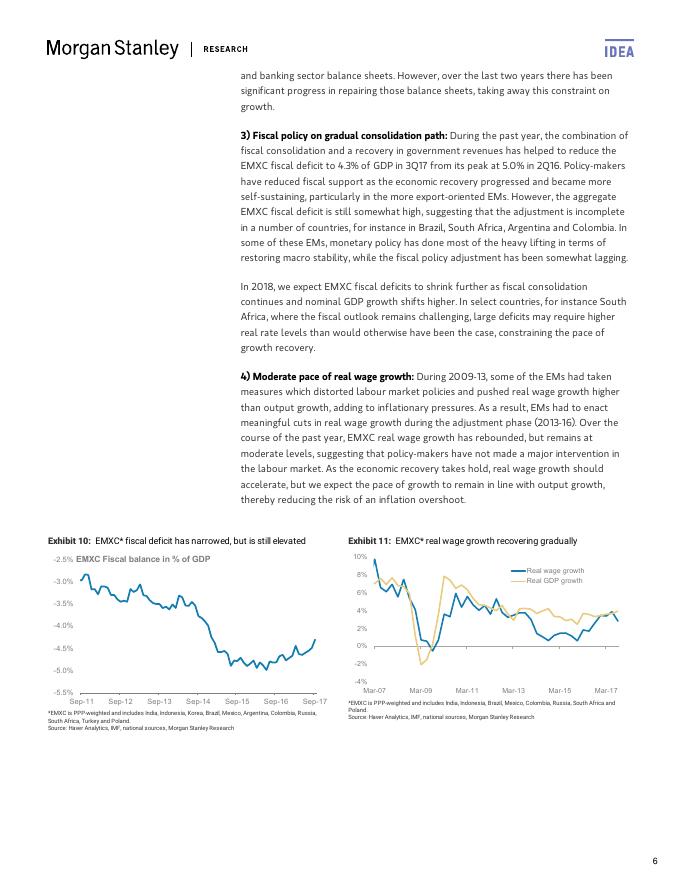 Morgan Stanley | RESEARCH
IDEA
and banking sector balance sheets. However, over the last two years there has been
significant progress in repairing those balance sheets, taking away this constraint on
growth.
3) Fiscal policy on gradual consolidation path: During the past year, the combination of
fiscal consolidation and a recovery in government revenues has helped to reduce the
EMXC fiscal deficit to 4.3% of GDP in 3Q17 from its peak at 5.0% in 2Q16. Policy-makers
have reduced fiscal support as the economic recovery progressed and became more
self-sustaining, particularly in the more export-oriented EMs. However, the aggregate
EMXC fiscal deficit is still somewhat high, suggesting that the adjustment is incomplete
in a number of countries, for instance in Brazil, South Africa, Argentina and Colombia. In
some of these EMs, monetary policy has done most of the heavy lifting in terms of
restoring macro stability, while the fiscal policy adjustment has been somewhat lagging.
In 2018, we expect EMXC fiscal deficits to shrink further as fiscal consolidation
continues and nominal GDP growth shifts higher. In select countries, for instance South
Africa, where the fiscal outlook remains challenging, large deficits may require higher
real rate levels than would otherwise have been the case, constraining the pace of
growth recovery.
4) Moderate pace of real wage growth: During 2009-13, some of the EMs had taken
measures which distorted labour market policies and pushed real wage growth higher
than output growth, adding to inflationary pressures. As a result, EMs had to enact
meaningful cuts in real wage growth during the adjustment phase (2013-16). Over the
course of the past year, EMXC real wage growth has rebounded, but remains at
moderate levels, suggesting that policy-makers have not made a major intervention in
the labour market. As the economic recovery takes hold, real wage growth should
accelerate, but we expect the pace of growth to remain in line with output growth,
thereby reducing the risk of an inflation overshoot.
Exhibit 10: EMXC* fiscal deficit has narrowed, but is still elevated
-2.5% EMXC Fiscal balance in % of GDP
-3.0%
-3.5%
-4.0%
-4.5%
-5.0%
-5.5%
Sep-11 Sep-12 Sep-13 Sep-14 Sep-15 Sep-16 Sep-17
*EMXC is PPP-weighted and includes India, Indonesia, Korea, Brazil, Mexico, Argentina, Colombia, Russia,
South Africa, Turkey and Poland.
Source: Haver Analytics, IMF, national sources, Morgan Stanley Research
Exhibit 11: EMXC* real wage growth recovering gradually
10%
8%
6%
4%
2%
0%
-2%
-4%
Real wage growth
Real GDP growth
Mar-07 Mar-09 Mar-11 Mar-13 Mar-15 Mar-17
*EMXC is PPP-weighted and includes India, Indonesia, Brazil, Mexico, Colombia, Russia, South Africa and
Poland.
Source: Haver Analytics, IMF, national sources, Morgan Stanley Research
6